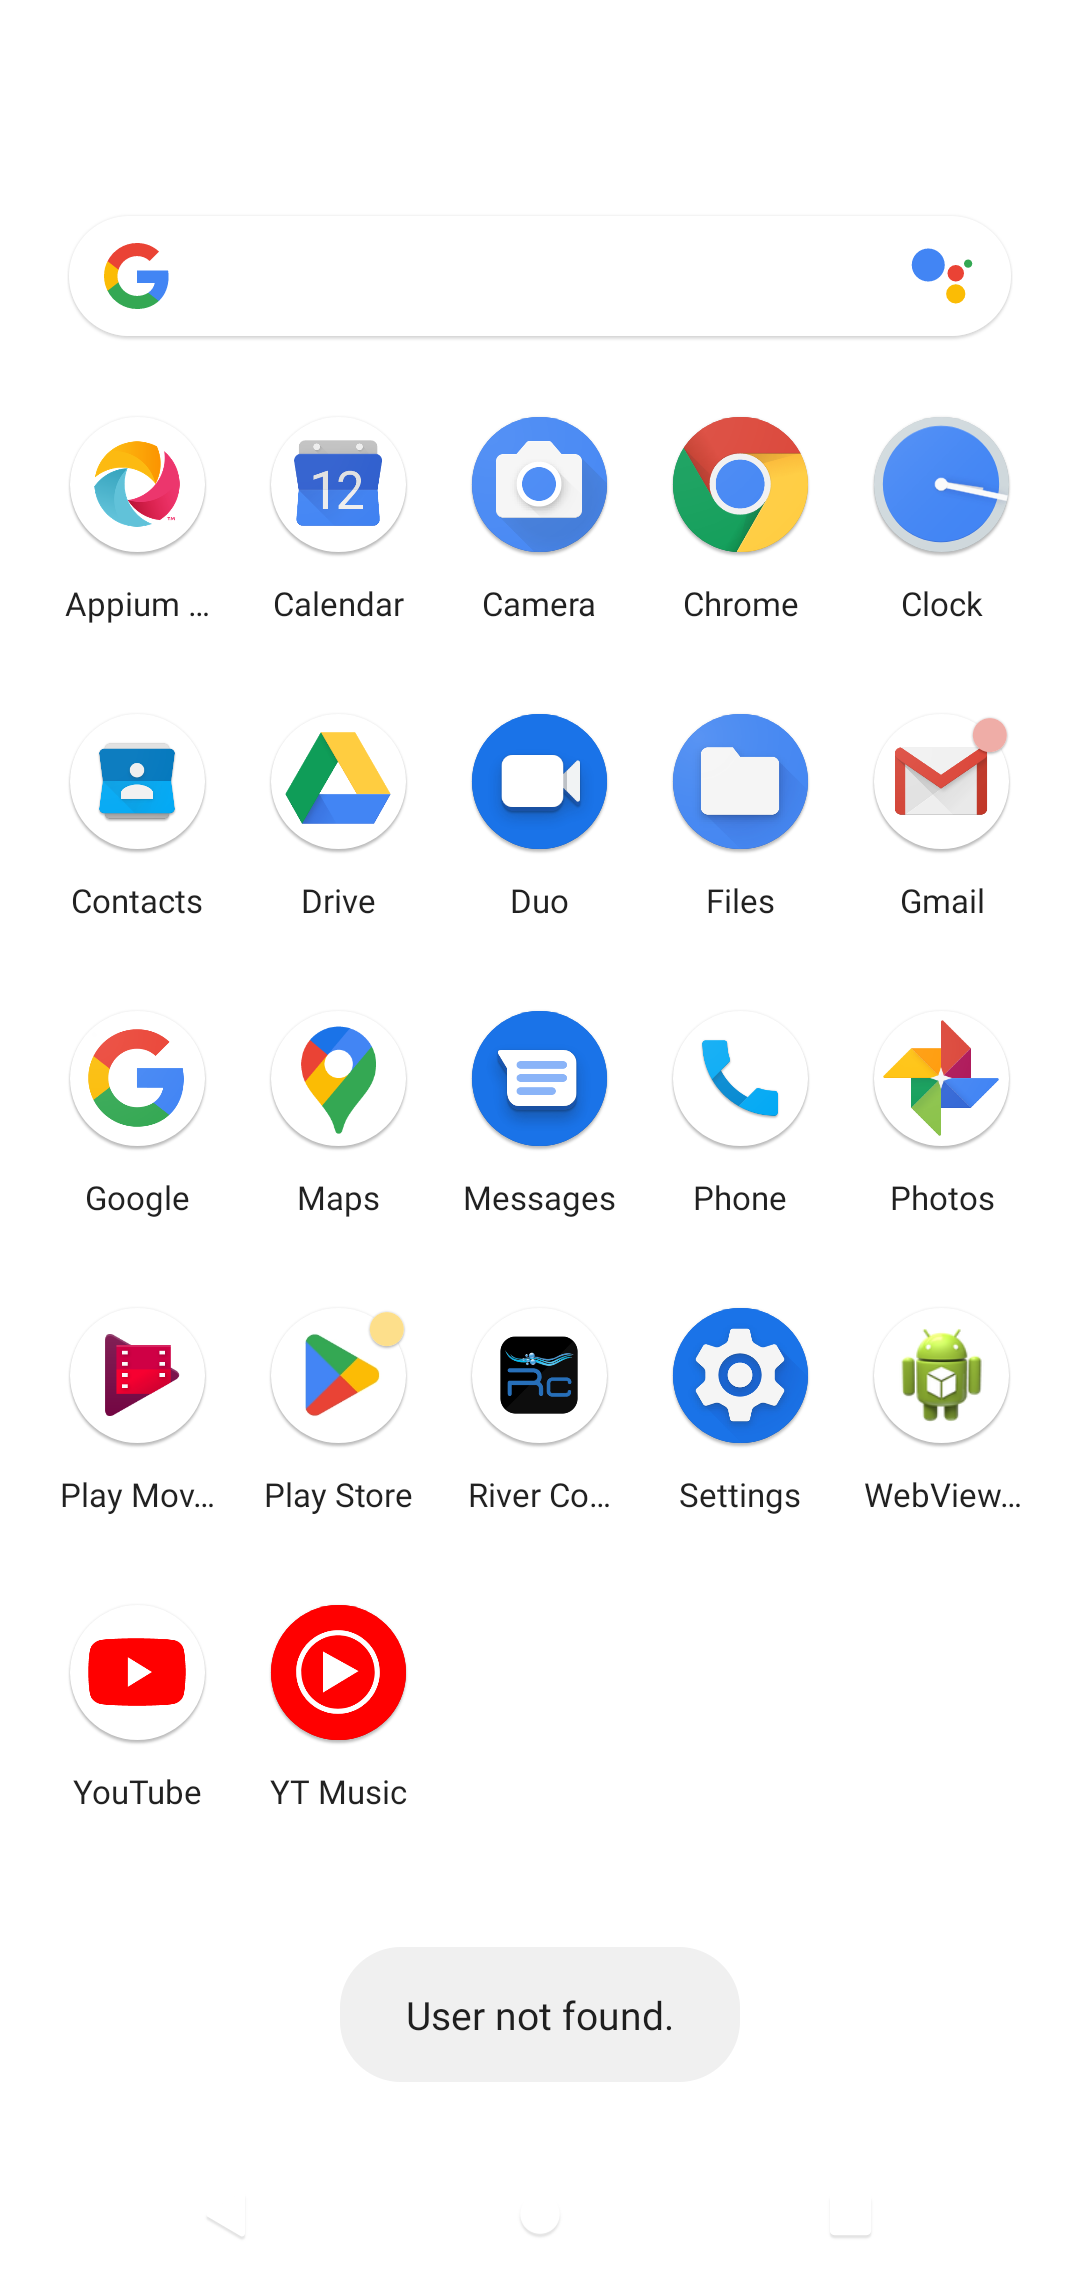 Appium …
Calendar
Camera
Chrome
Clock
12
Contacts
Drive
Duo
Files
Gmail
Google
Maps
Messages
Phone
Photos
Play Mov…
Play Store
River Co…
Settings
WebView…
Rc
YouTube
YT Music
User not found.